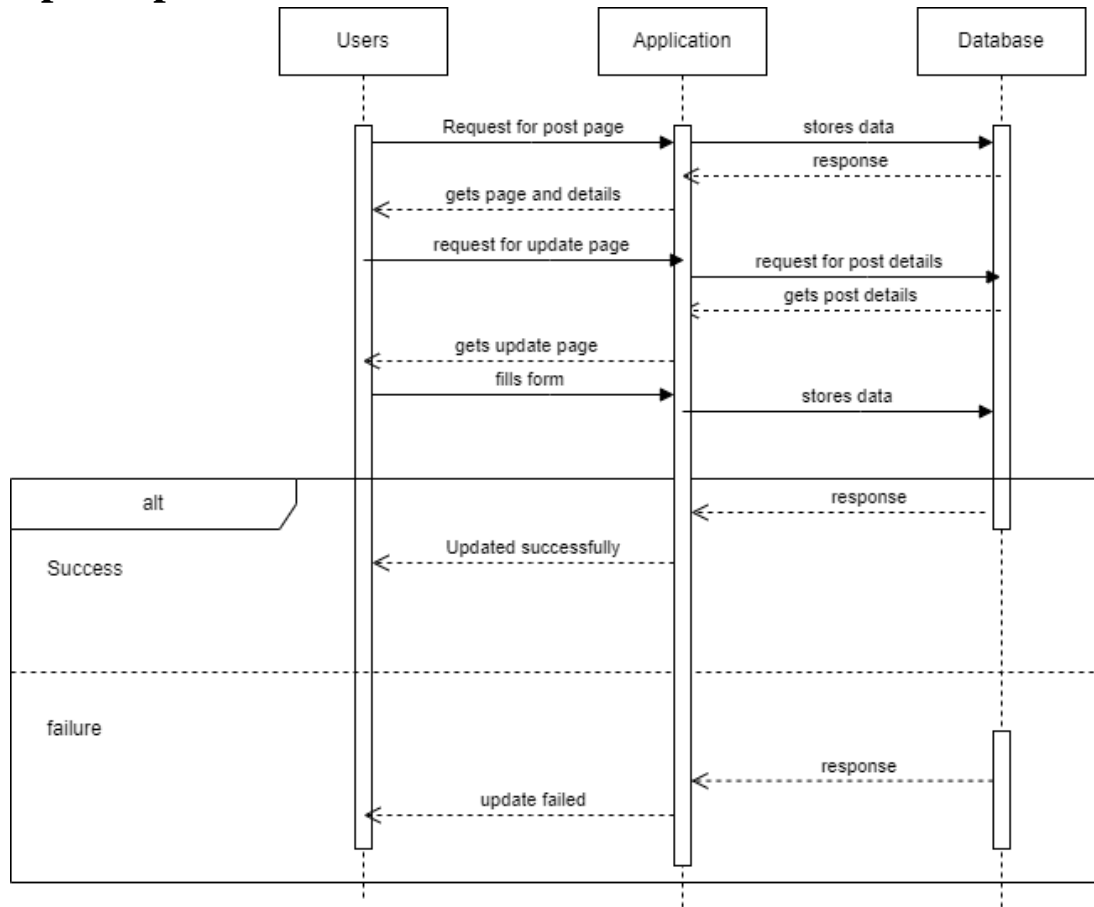 Users
Application
Database
Request for post page
stores data
response
gets page and details
request for update page
request for post details
gets post details
gets update page
fills form
stores data
alt
response
Updated successfully
Success
failure
response
update failed